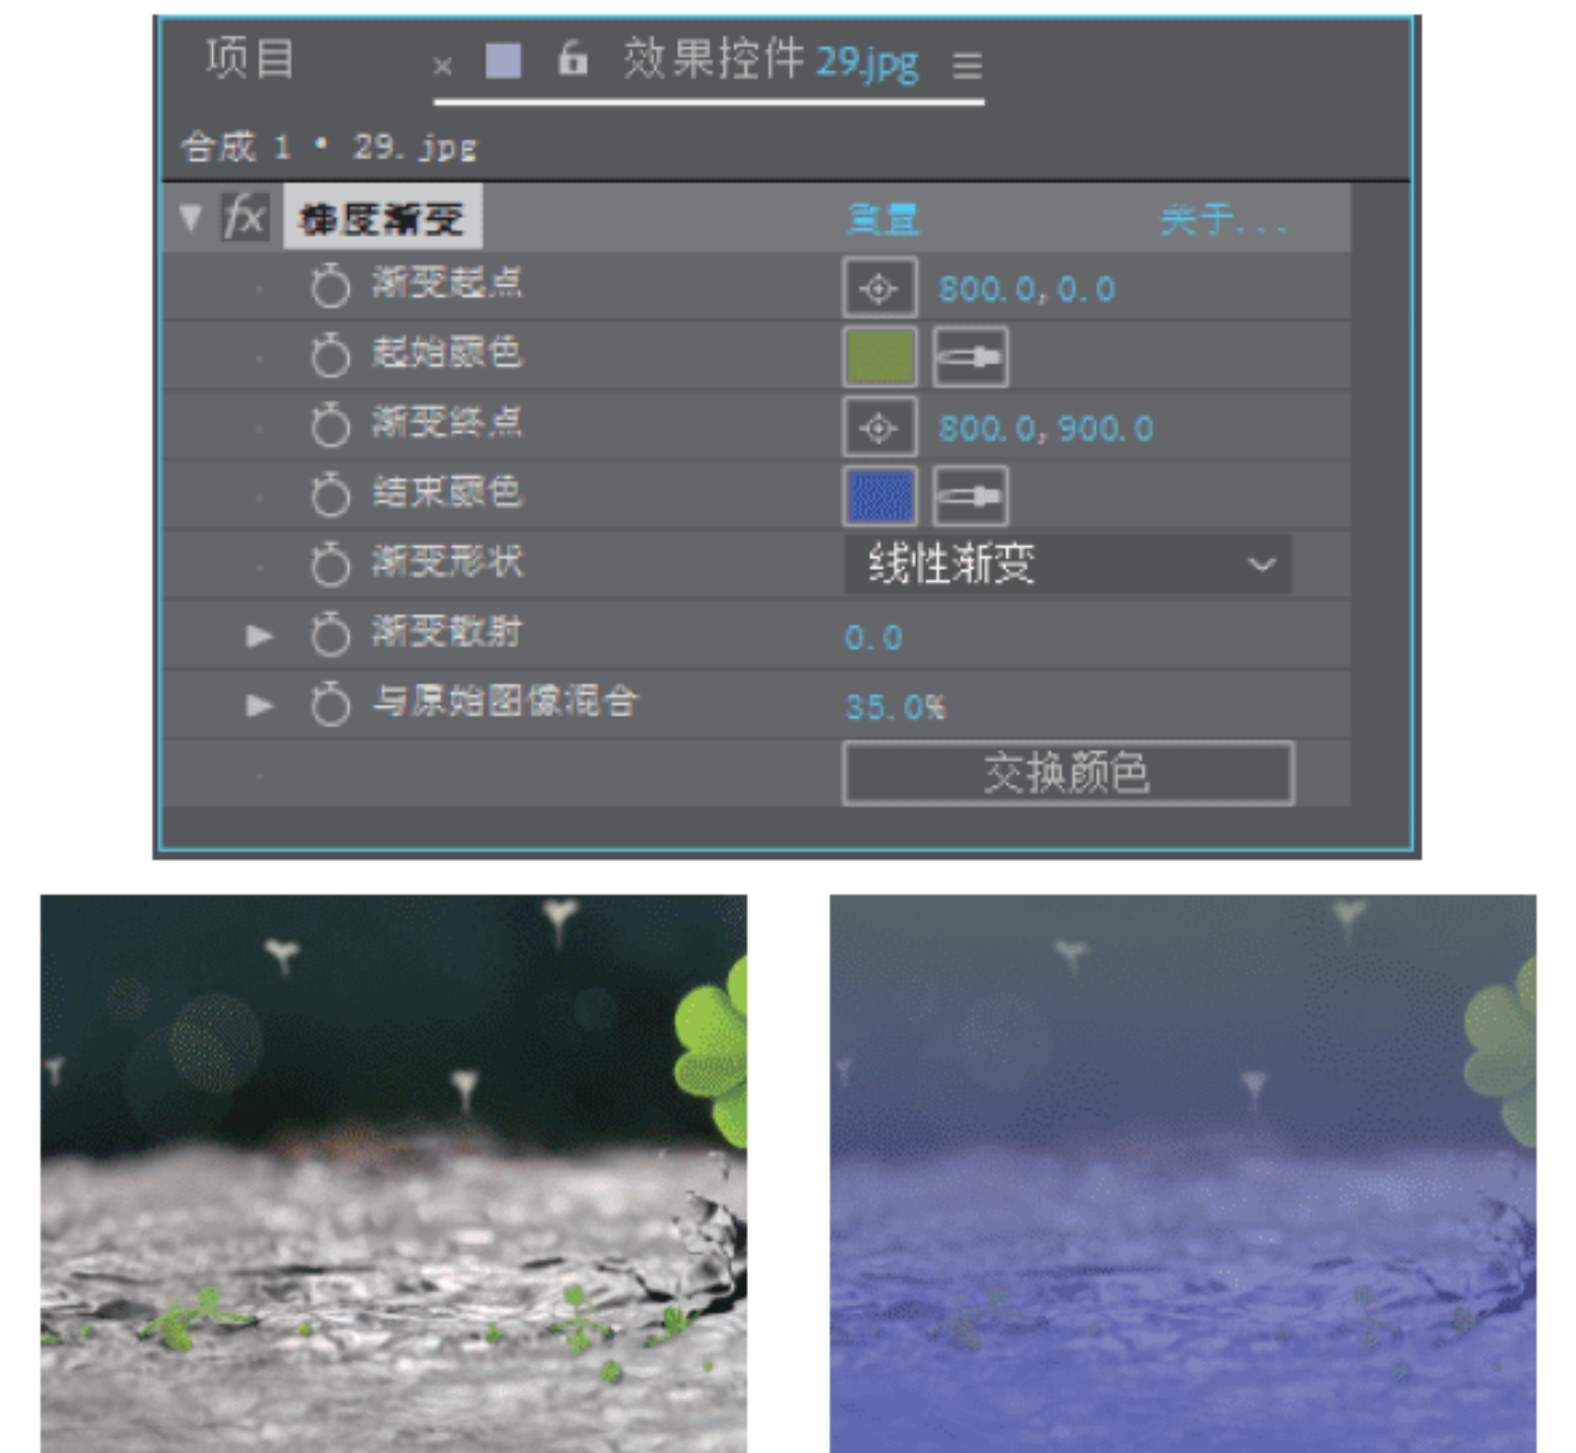 项目 × 效果控件 29.jpg
合成 1 • 29.jpg
fx 梯度渐变 重置 关于...
渐变起点 800.0,0.0
起始颜色
渐变终点 800.0,900.0
结束颜色
渐变形状 线性渐变
渐变散射 0.0
与原始图像混合 35.0%
交换颜色